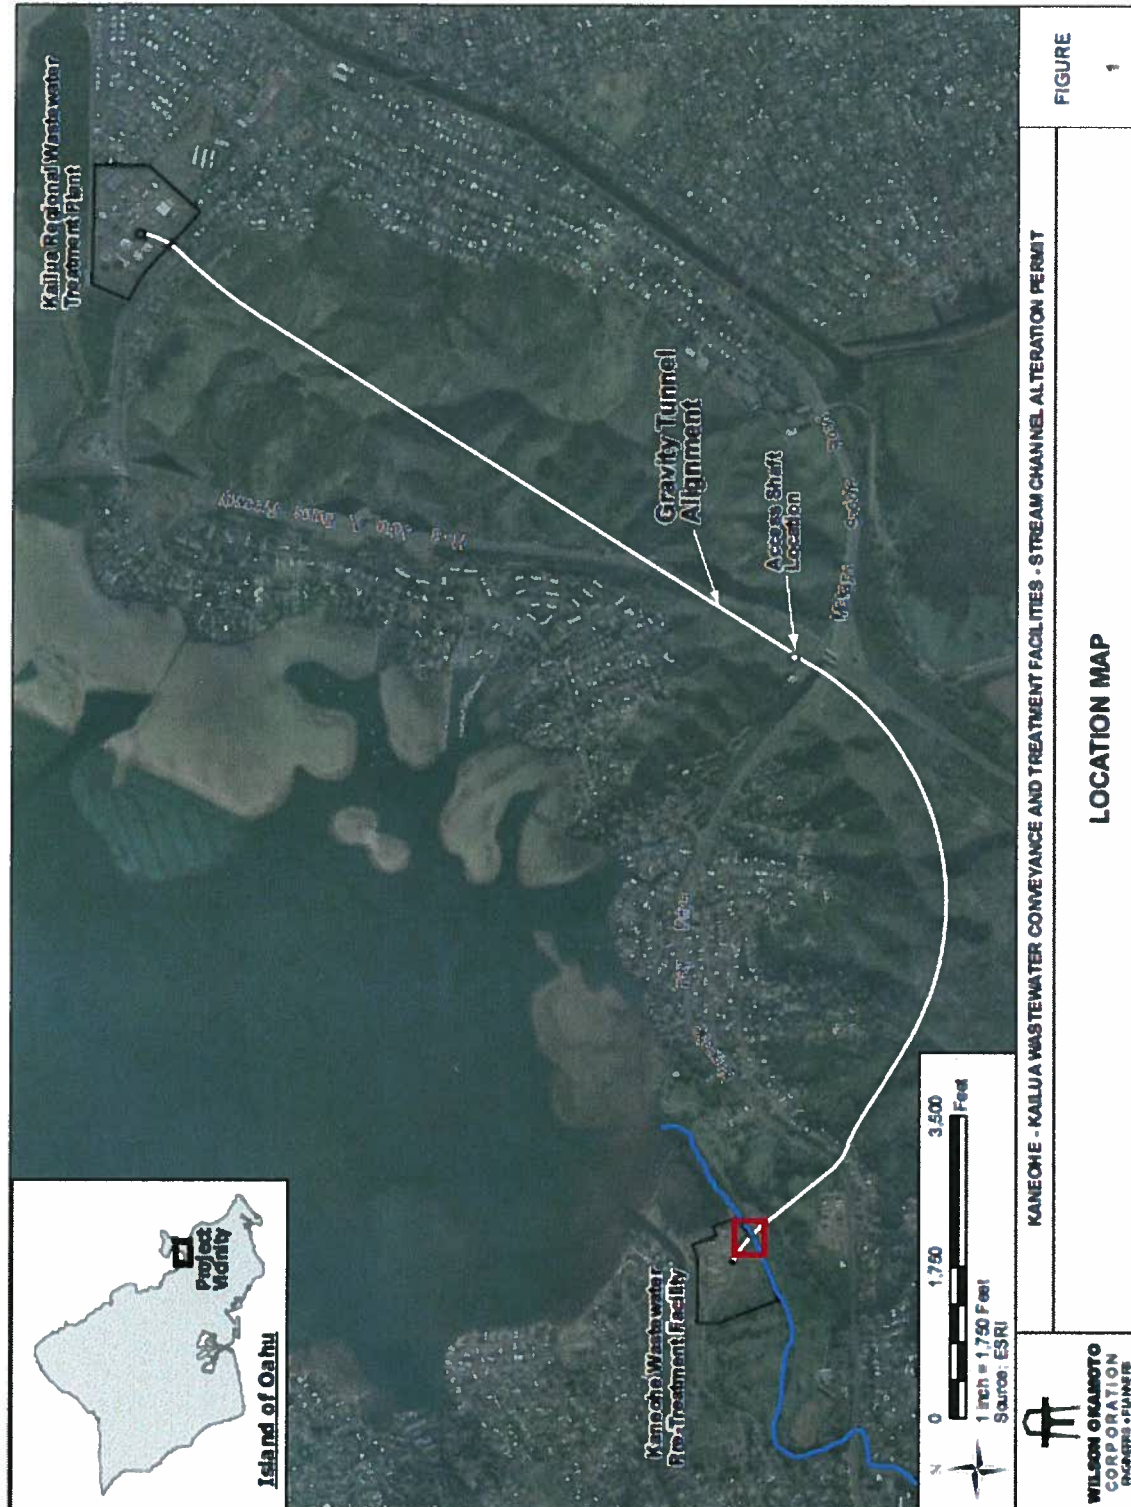 Island of Oahu
Project
Vicinity
Kailua Regional Wastewater
Treatment Plant
Gravity Tunnel
Alignment
Access Shaft
Location
Kaneohe Wastewater
Pre-Treatment Facility
0
1,750
3,500
Feet
1 inch = 1,750 Feet
Source: ESRI
N
WILSON OKAMOTO
CORPORATION
ENGINEERS • PLANNERS
KANEOHE - KAILUA WASTEWATER CONVEYANCE AND TREATMENT FACILITIES - STREAM CHANNEL ALTERATION PERMIT
LOCATION MAP
FIGURE
1